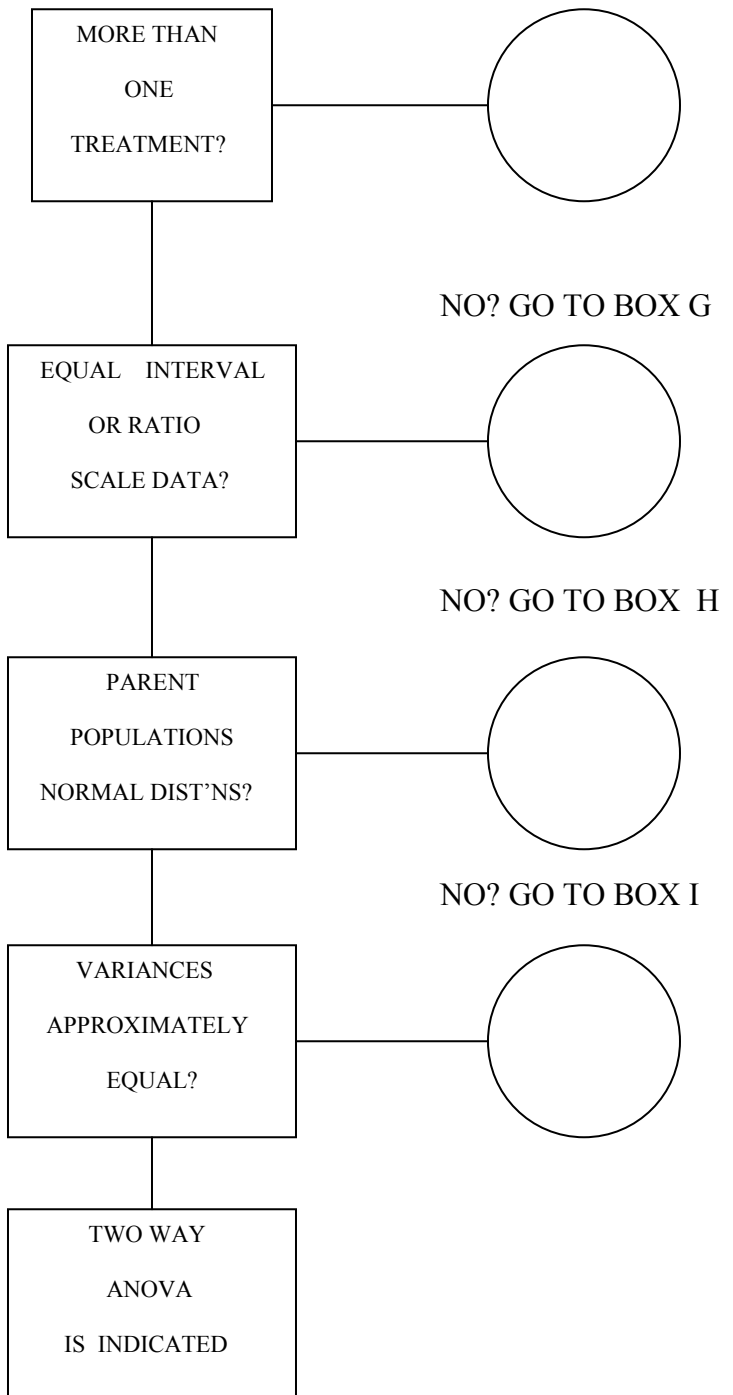 MORE THAN
ONE
TREATMENT?
NO? GO TO BOX G
EQUAL INTERVAL
OR RATIO
SCALE DATA?
NO? GO TO BOX H
PARENT
POPULATIONS
NORMAL DIST’NS?
NO? GO TO BOX I
VARIANCES
APPROXIMATELY
EQUAL?
TWO WAY
ANOVA
IS INDICATED